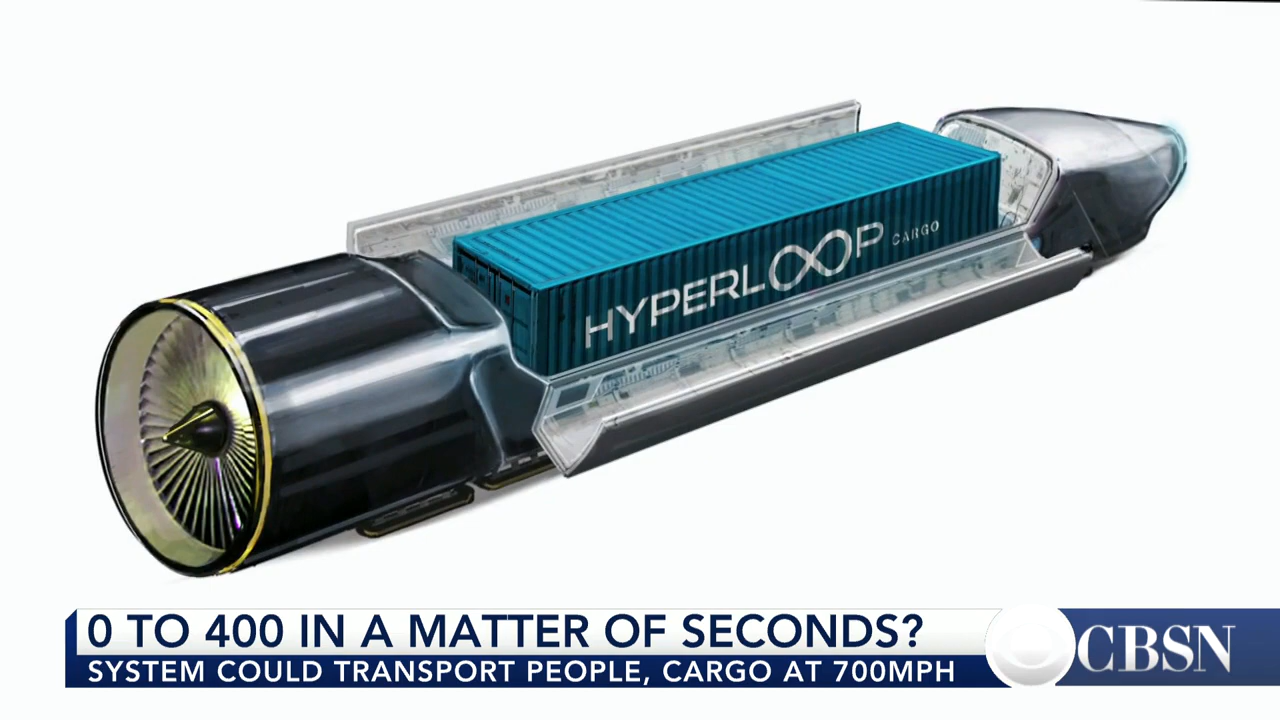 HYPERLOOP CARGO
0 TO 400 IN A MATTER OF SECONDS?
SYSTEM COULD TRANSPORT PEOPLE, CARGO AT 700MPH
CBSN